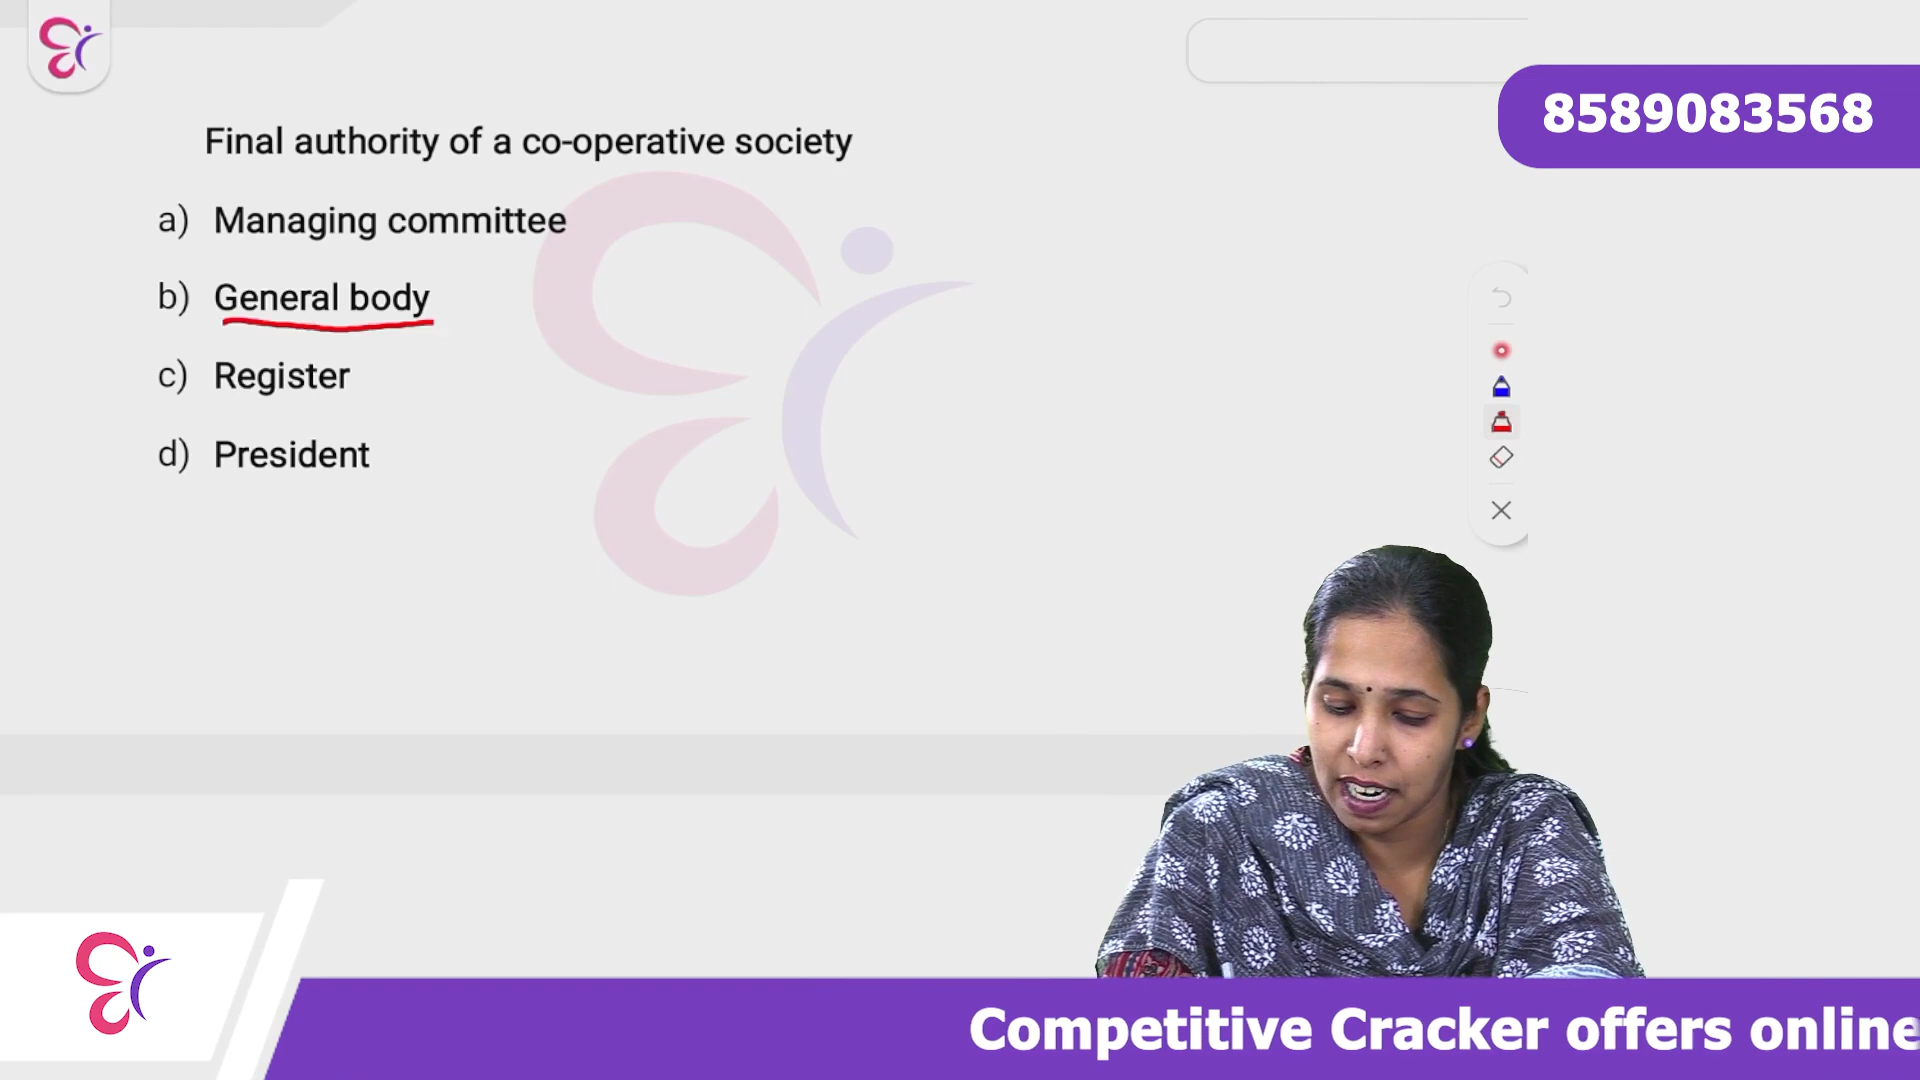 8589083568
Final authority of a co-operative society
a) Managing committee
b) General body
c) Register
d) President
Competitive Cracker offers online